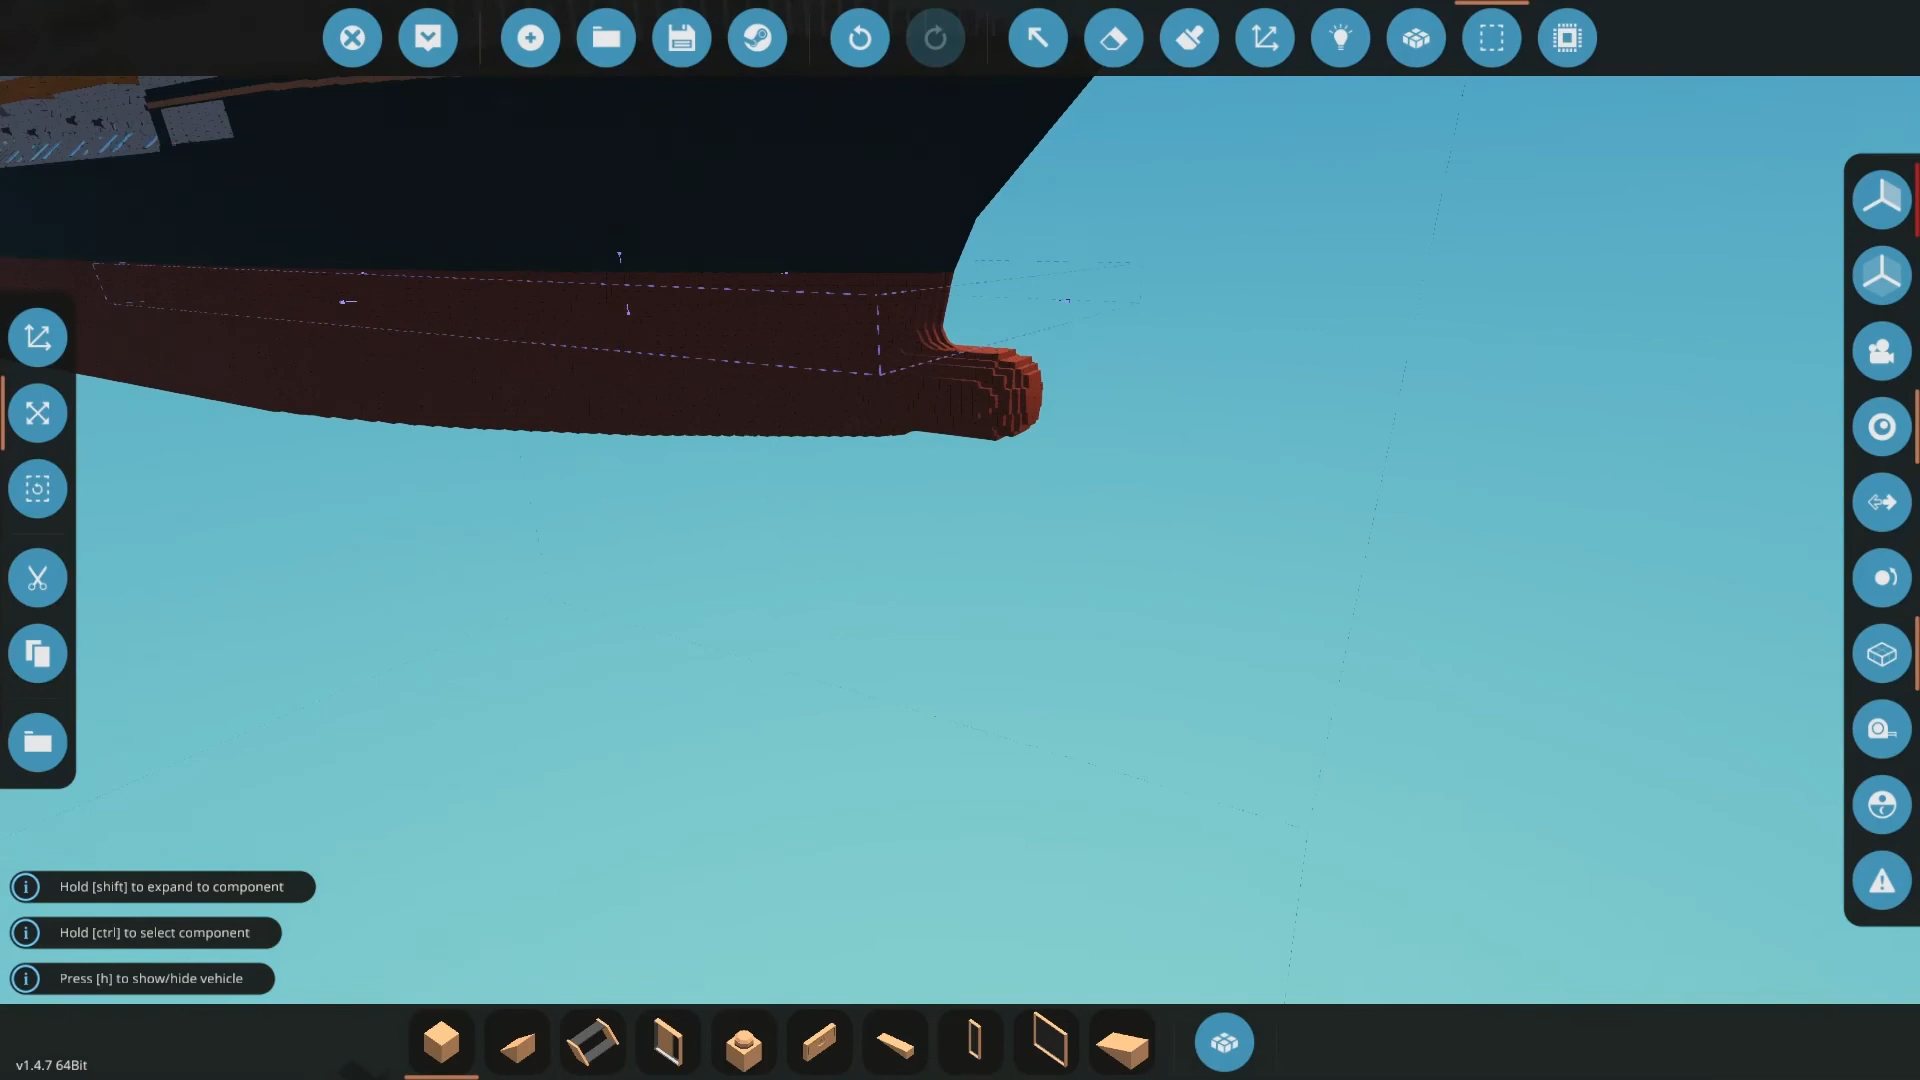 Hold [shift] to expand to component
Hold [ctrl] to select component
Press [h] to show/hide vehicle
v1.4.7 64Bit